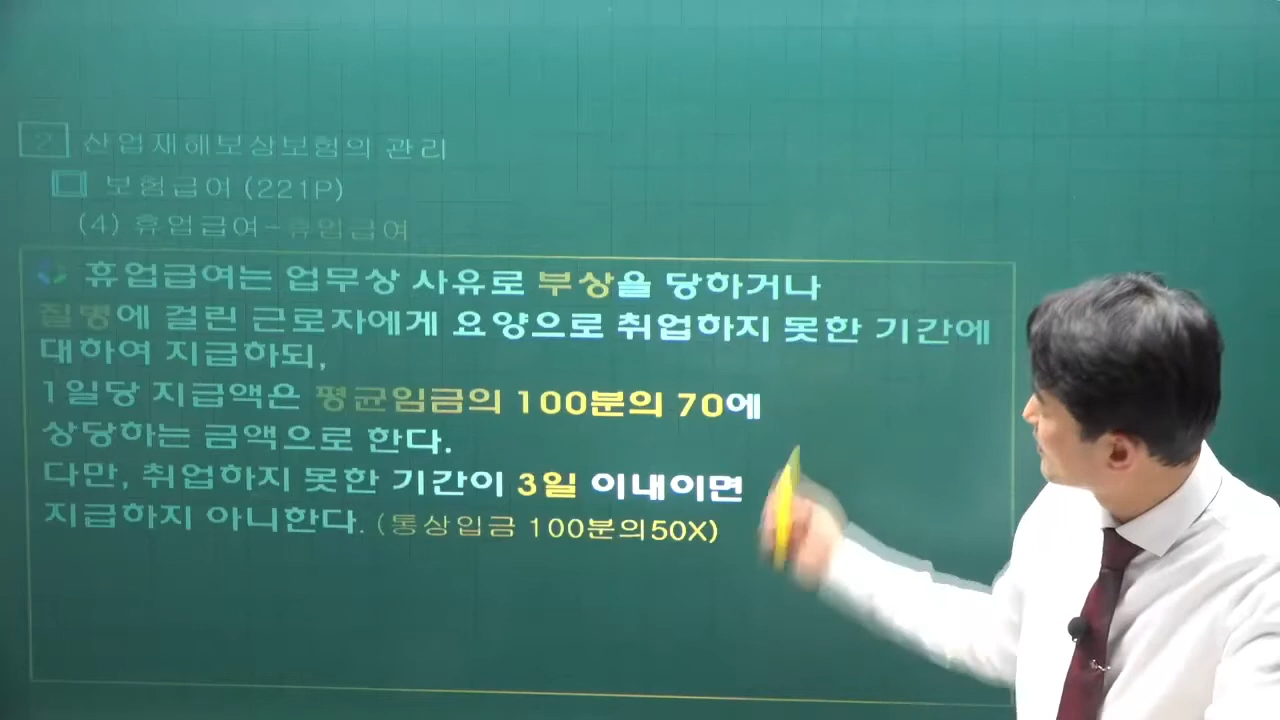 2 산업재해보상보험의 관리
보험급여 (221P)
(4) 휴업급여-휴업급여
휴업급여는 업무상 사유로 부상을 당하거나
질병에 걸린 근로자에게 요양으로 취업하지 못한 기간에
대하여 지급하되,
1일당 지급액은 평균임금의 100분의 70에
상당하는 금액으로 한다.
다만, 취업하지 못한 기간이 3일 이내이면
지급하지 아니한다. (통상임금 100분의50X)